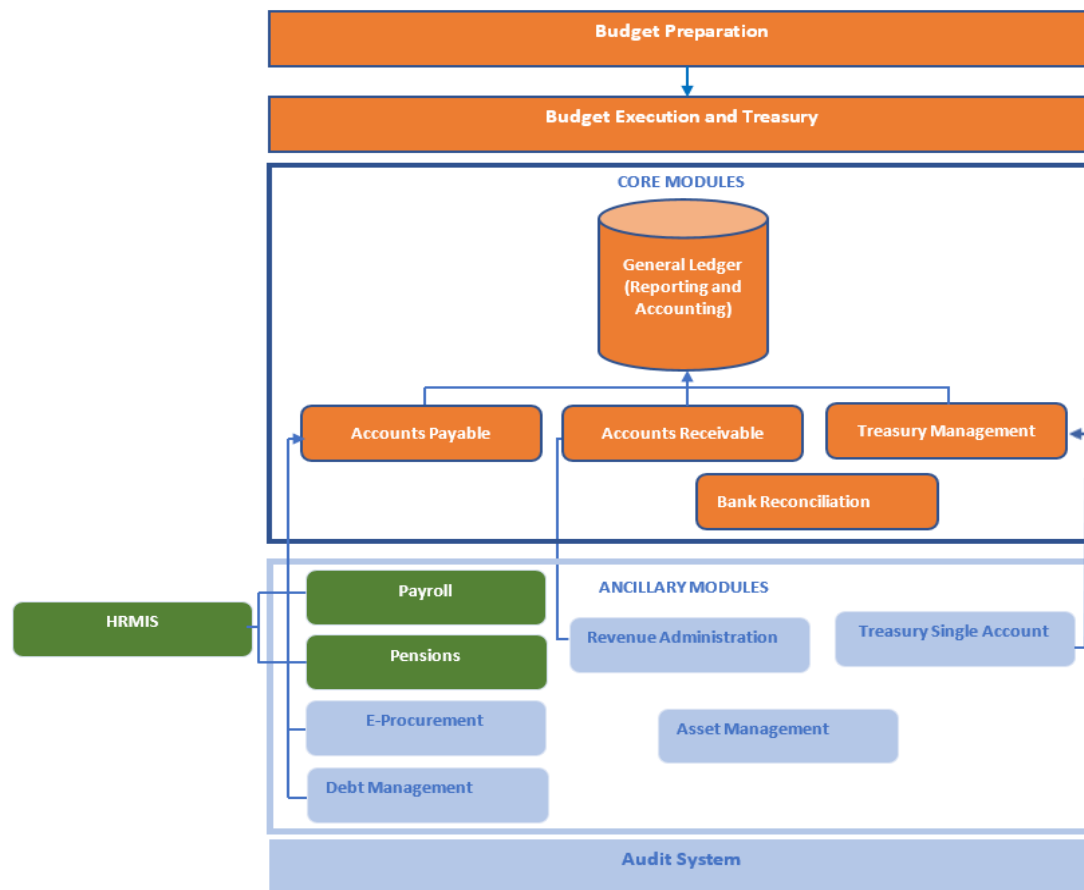 Budget Preparation
Budget Execution and Treasury
CORE MODULES
General Ledger
(Reporting and
Accounting)
Accounts Payable
Accounts Receivable
Treasury Management
Bank Reconciliation
ANCILLARY MODULES
HRMIS
Payroll
Pensions
E-Procurement
Debt Management
Revenue Administration
Treasury Single Account
Asset Management
Audit System